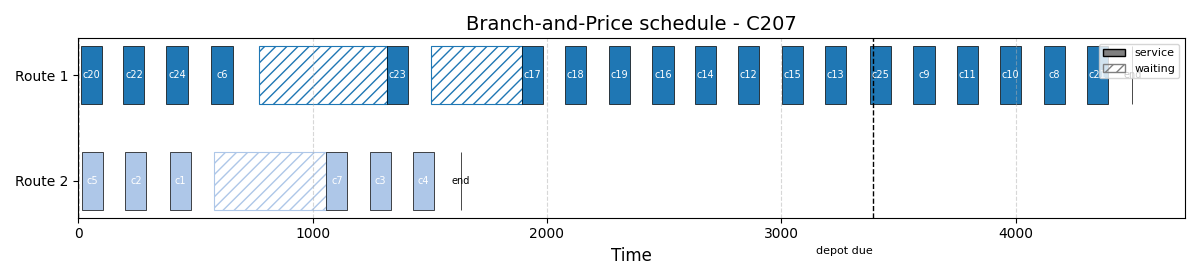 Branch-and-Price schedule - C207
service
waiting
Route 1
c20 c22 c24 c6 c23 c17 c18 c19 c16 c14 c12 c15 c13 c25 c9 c11 c10 c8 end
Route 2
c5 c2 c1 c7 c3 c4 end
0 1000 2000 3000 4000
depot due
Time